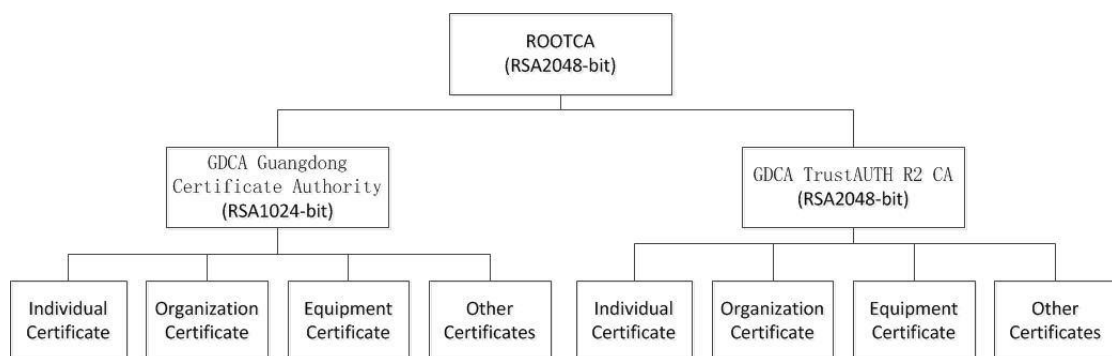 ROOTCA
(RSA2048-bit)
GDCA Guangdong
Certificate Authority
(RSA1024-bit)
GDCA TrustAUTH R2 CA
(RSA2048-bit)
Individual
Certificate
Organization
Certificate
Equipment
Certificate
Other
Certificates
Individual
Certificate
Organization
Certificate
Equipment
Certificate
Other
Certificates